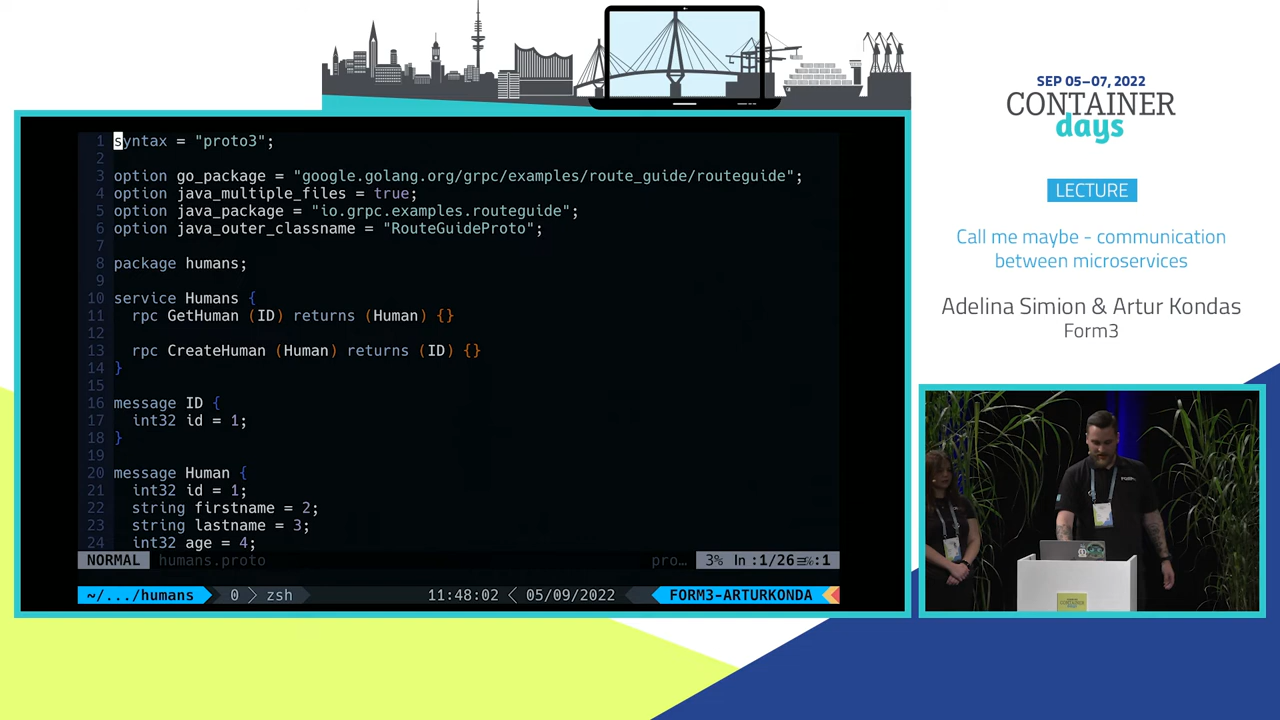 SEP 05–07, 2022
CONTAINER
days
LECTURE
Call me maybe - communication
between microservices
Adelina Simion & Artur Kondas
Form3
1 syntax = "proto3";
2
3 option go_package = "google.golang.org/grpc/examples/route_guide/routeguide";
4 option java_multiple_files = true;
5 option java_package = "io.grpc.examples.routeguide";
6 option java_outer_classname = "RouteGuideProto";
7
8 package humans;
9
10 service Humans {
11 rpc GetHuman (ID) returns (Human) {}
12
13 rpc CreateHuman (Human) returns (ID) {}
14 }
15
16 message ID {
17 int32 id = 1;
18 }
19
20 message Human {
21 int32 id = 1;
22 string firstname = 2;
23 string lastname = 3;
24 int32 age = 4;
NORMAL humans.proto pro… 3% ln :1/26≡℅:1
~/.../humans 0 zsh 11:48:02 05/09/2022 FORM3-ARTURKONDA